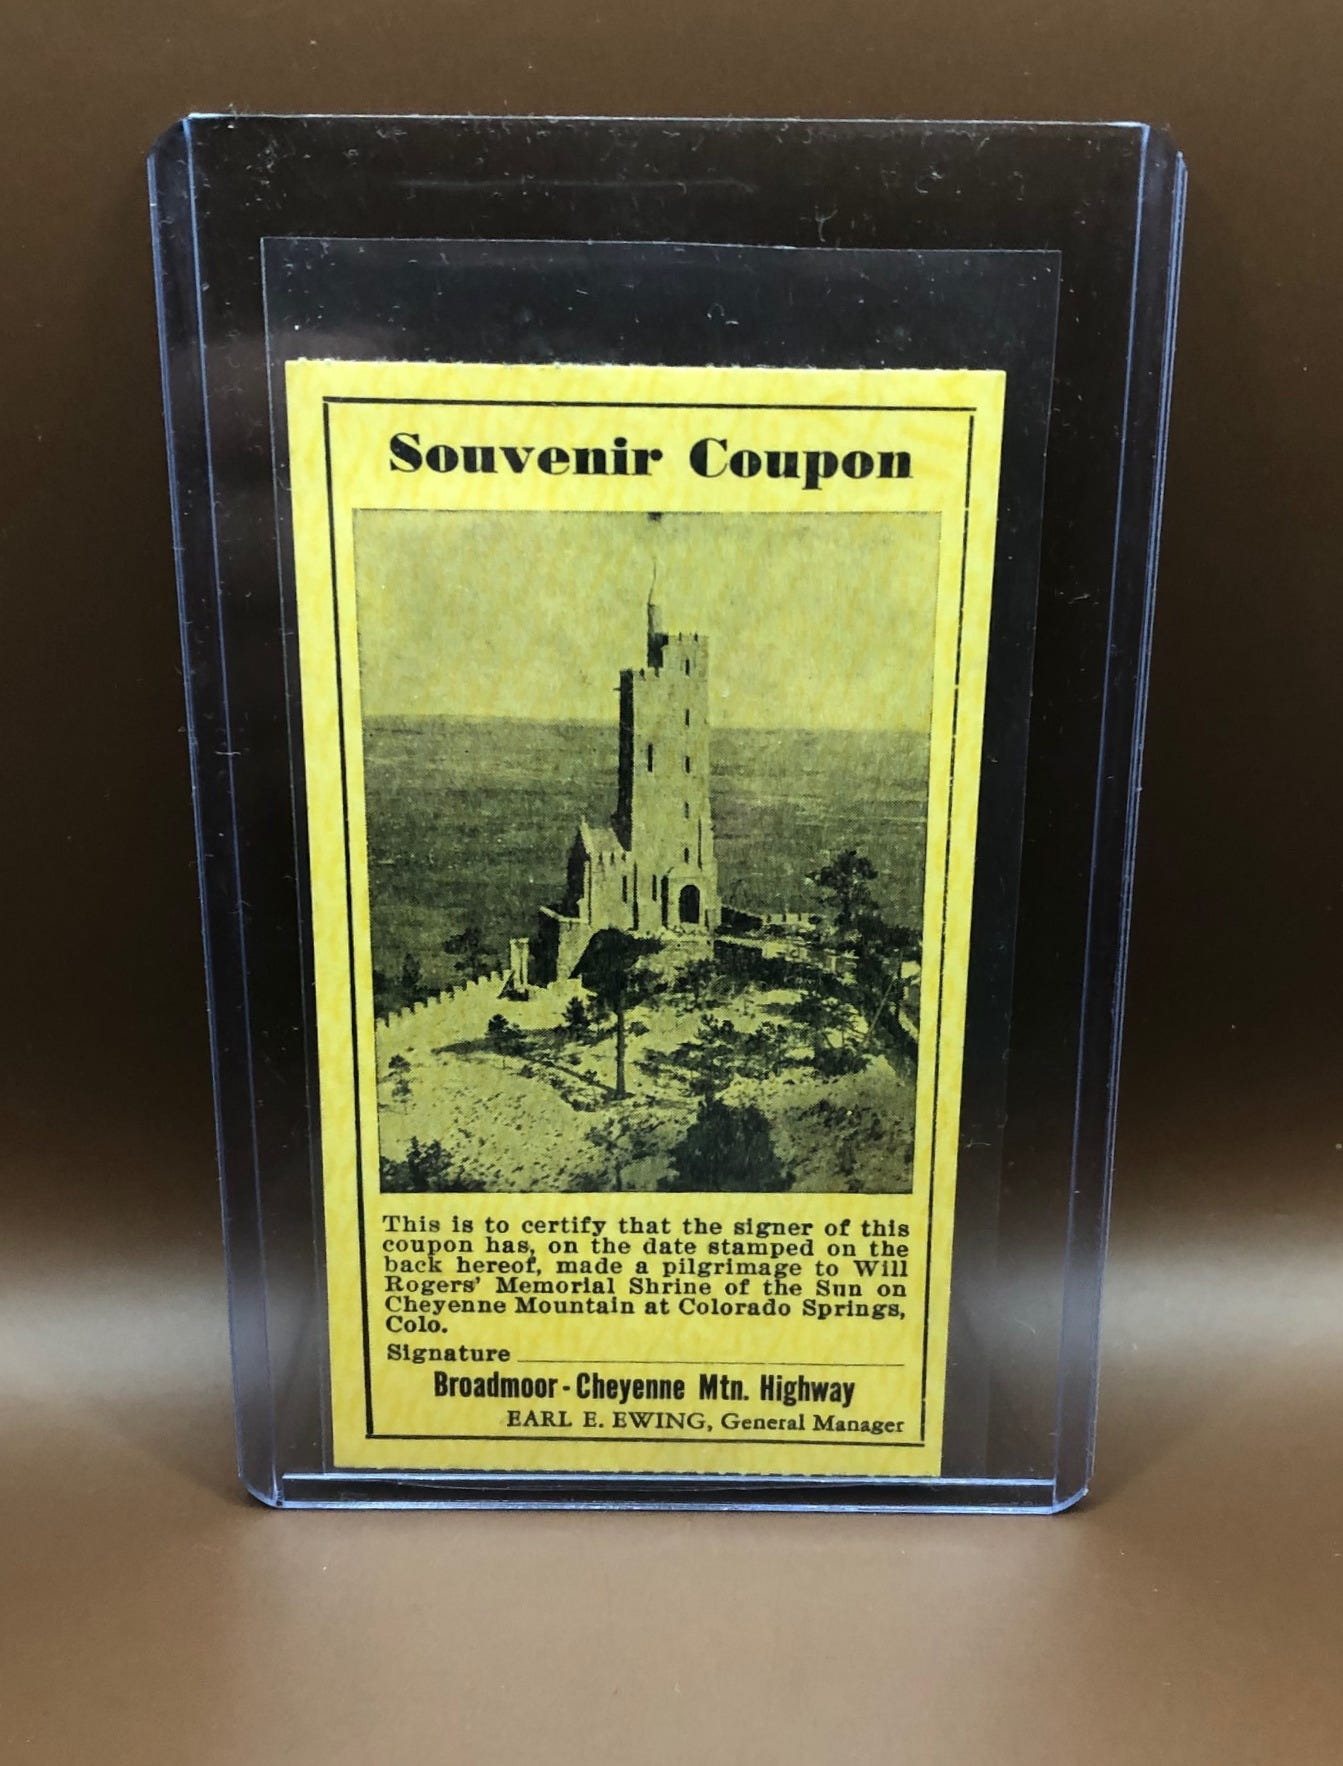 Souvenir Coupon
This is to certify that the signer of this
coupon has, on the date stamped on the
back hereof, made a pilgrimage to Will
Rogers' Memorial Shrine of the Sun on
Cheyenne Mountain at Colorado Springs,
Colo.
Signature
Broadmoor - Cheyenne Mtn. Highway
EARL E. EWING, General Manager